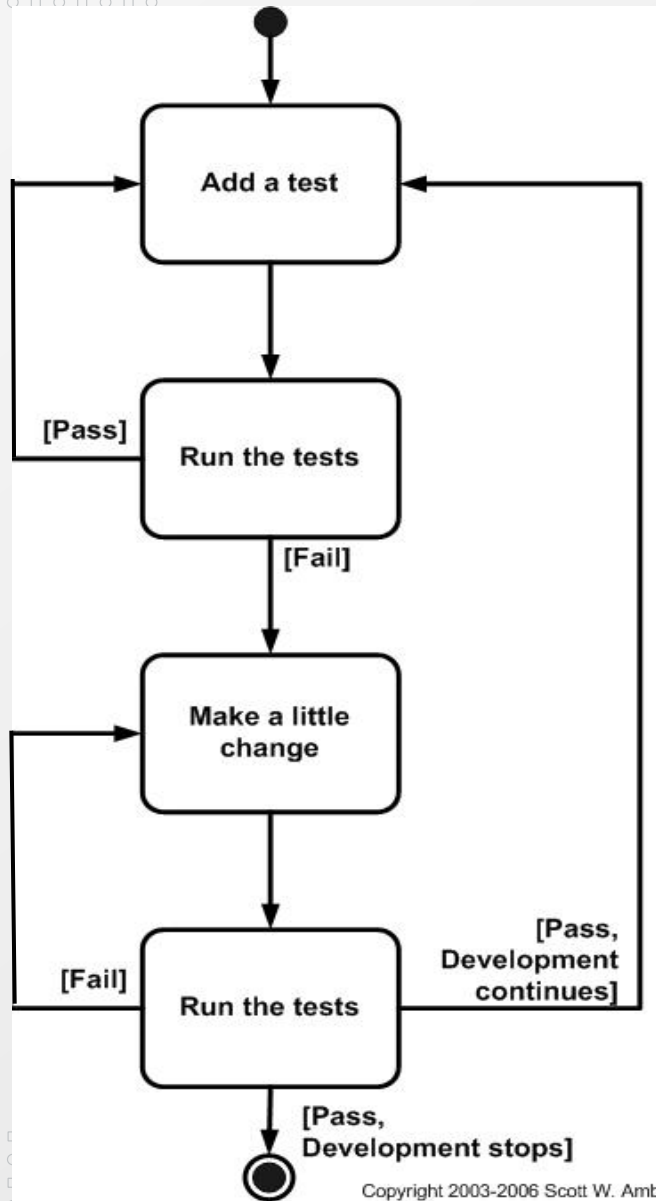 Add a test
[Pass]
Run the tests
[Fail]
Make a little
change
[Pass,
Development
continues]
[Fail]
Run the tests
[Pass,
Development stops]
Copyright 2003-2006 Scott W. Amb